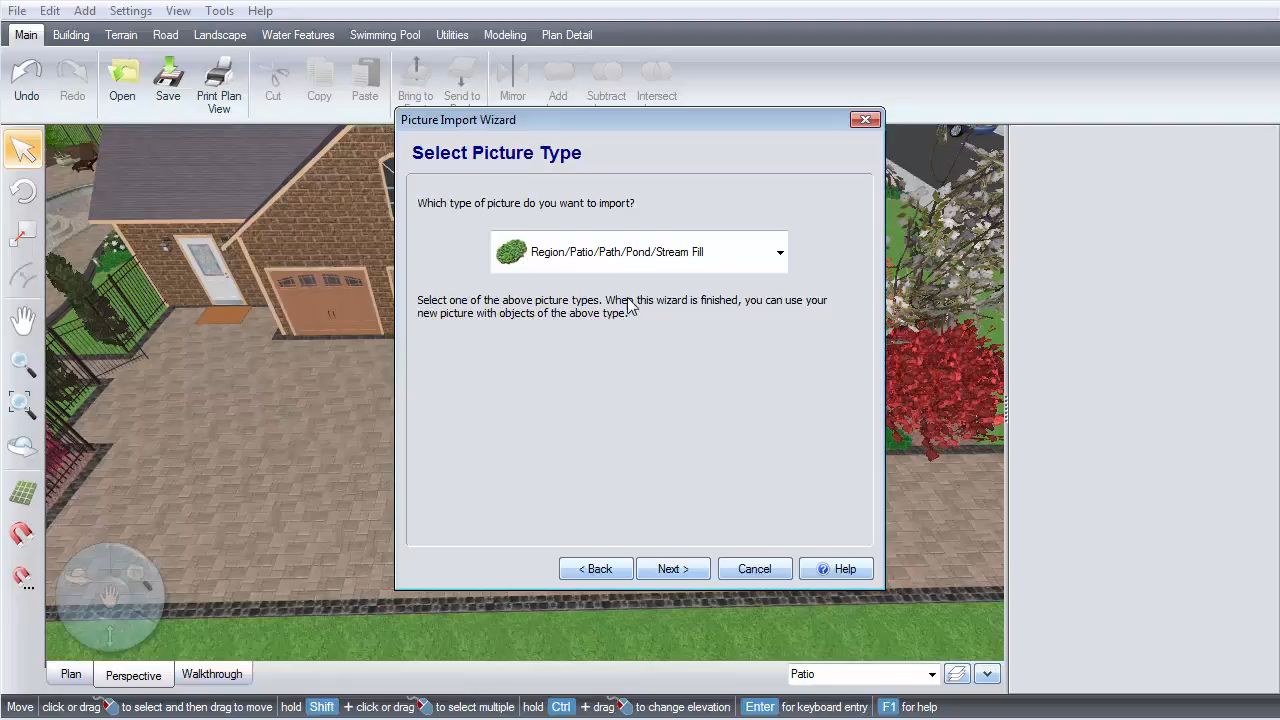 File Edit Add Settings View Tools Help
Main Building Terrain Road Landscape Water Features Swimming Pool Utilities Modeling Plan Detail
Undo Redo Open Save Print Plan View Cut Copy Paste Bring to Send to Mirror Add Subtract Intersect
Picture Import Wizard
Select Picture Type
Which type of picture do you want to import?
Region/Patio/Path/Pond/Stream Fill
Select one of the above picture types. When this wizard is finished, you can use your
new picture with objects of the above type.
< Back Next > Cancel Help
Plan Perspective Walkthrough Patio
Move click or drag to select and then drag to move hold Shift + click or drag to select multiple hold Ctrl + drag to change elevation Enter for keyboard entry F1 for help